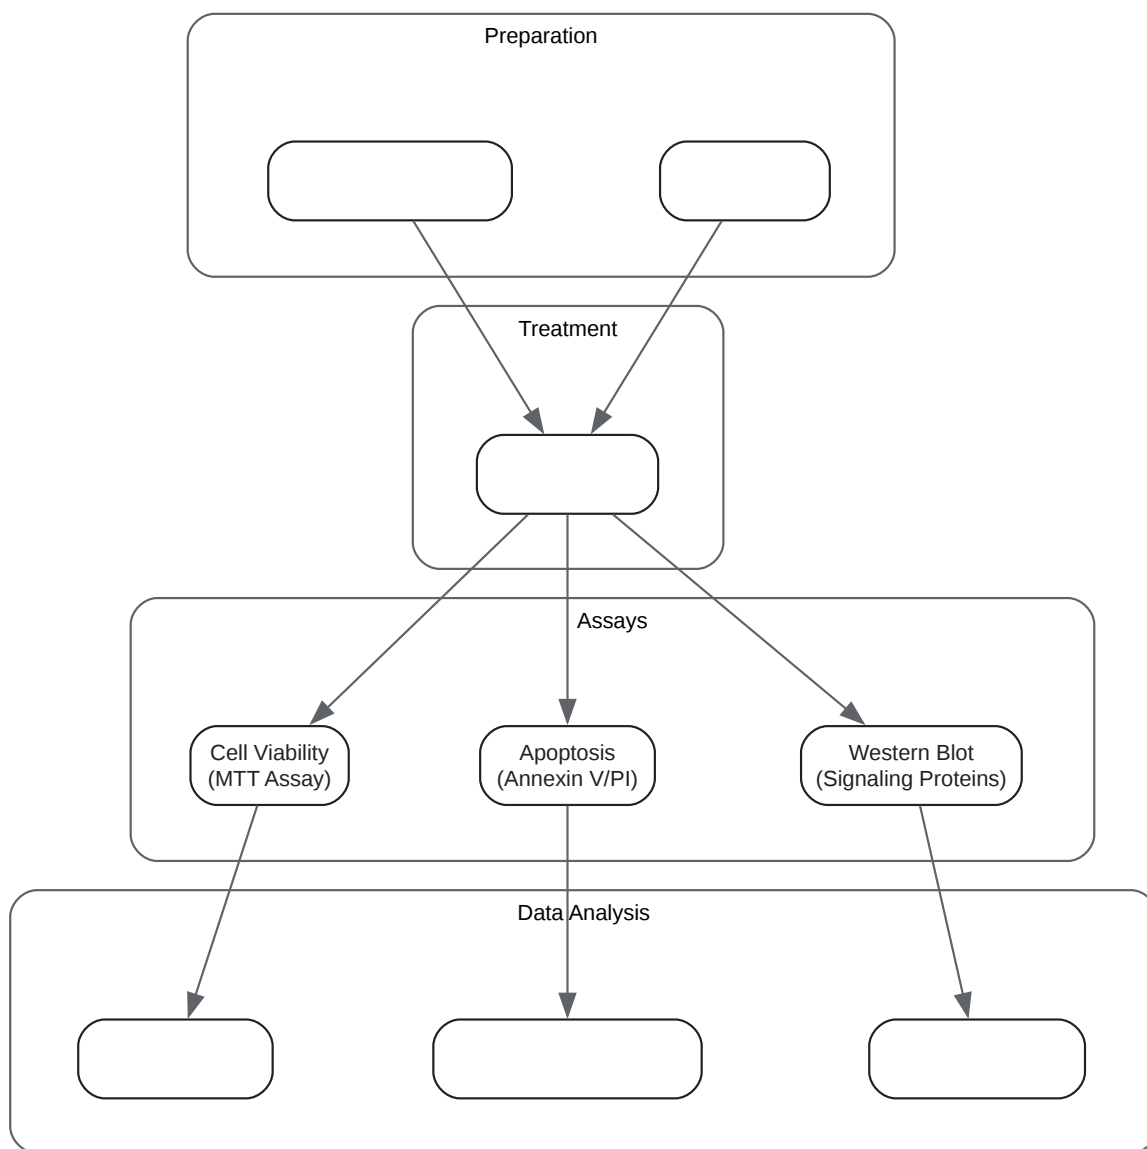 Preparation
Treatment
Assays
Cell Viability
(MTT Assay)
Apoptosis
(Annexin V/PI)
Western Blot
(Signaling Proteins)
Data Analysis